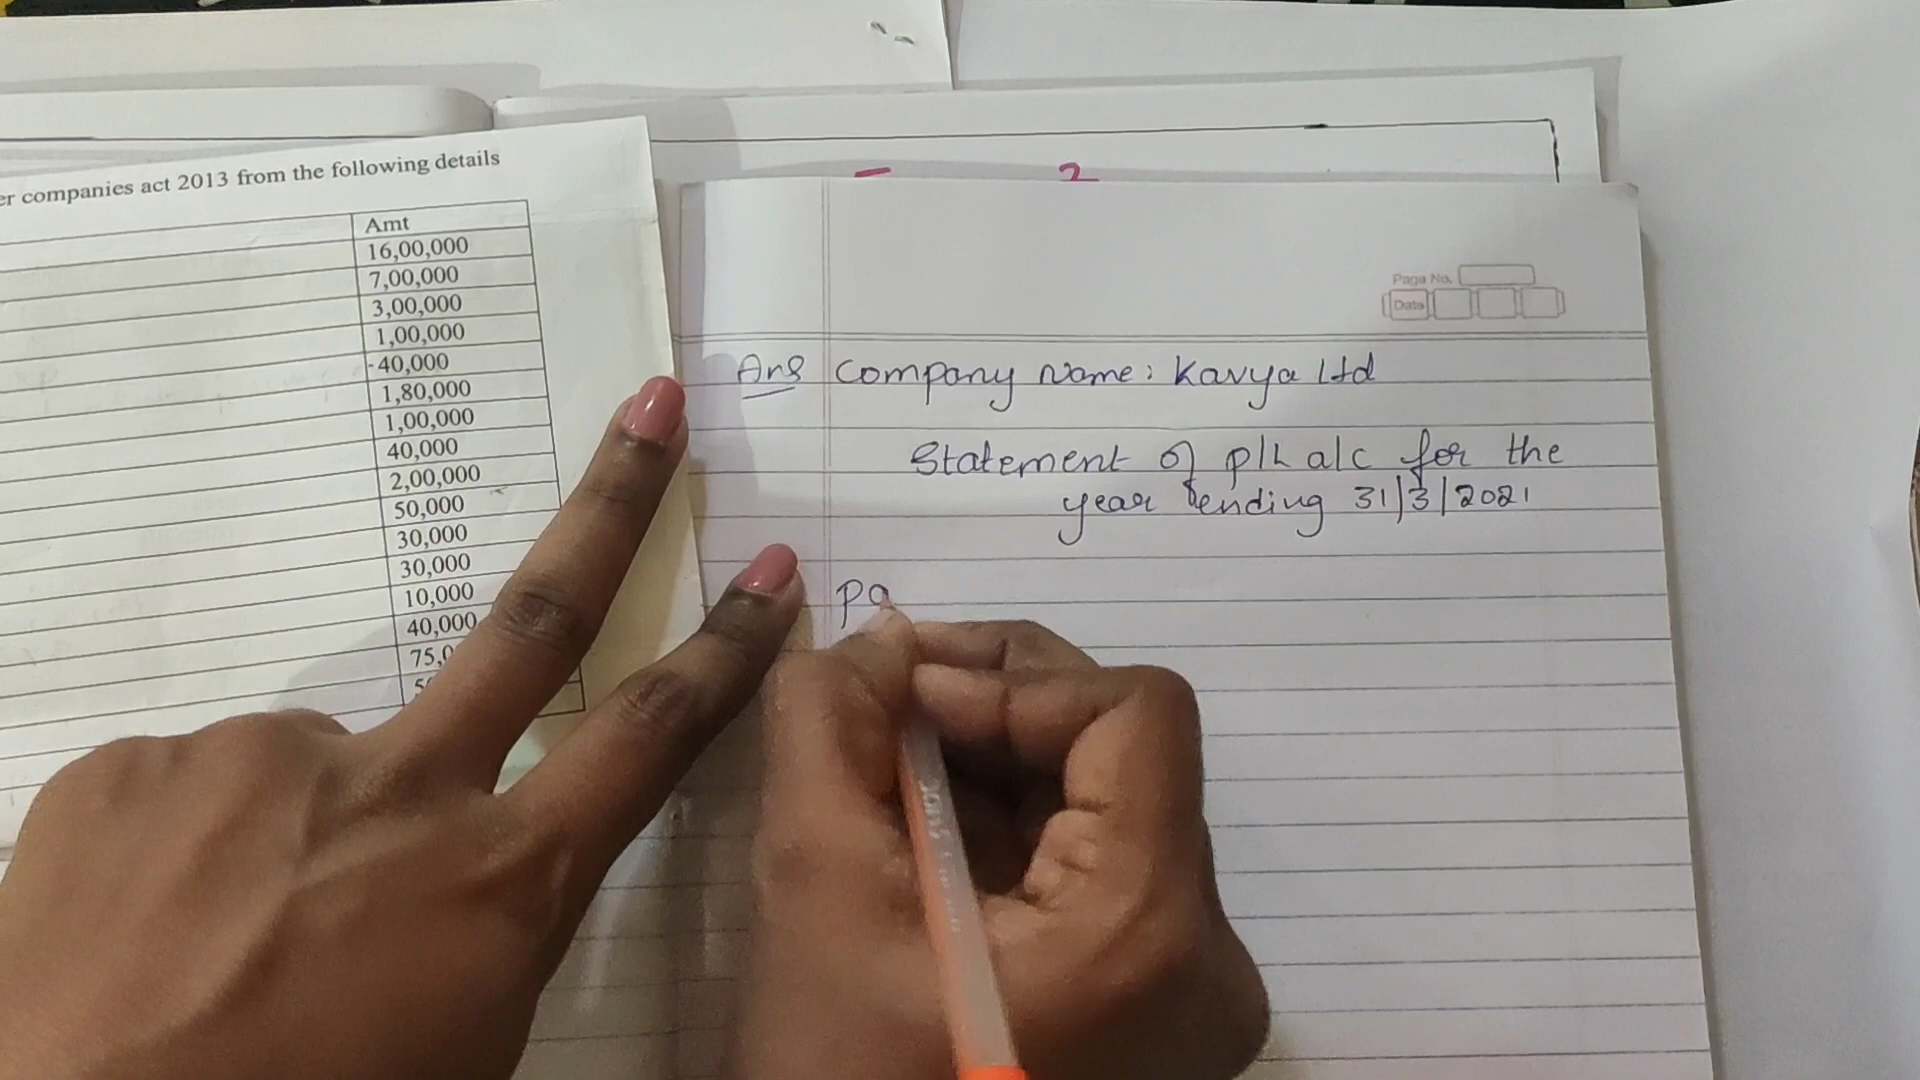 er companies act 2013 from the following details
Amt
16,00,000
7,00,000
3,00,000
1,00,000
-40,000
1,80,000
1,00,000
40,000
2,00,000
50,000
30,000
30,000
10,000
40,000
75,0
2
Page No.
Date
Ans Company Name: Kavya Ltd
Statement of P|L a|c for the
year ending 31|3|2021
Pa